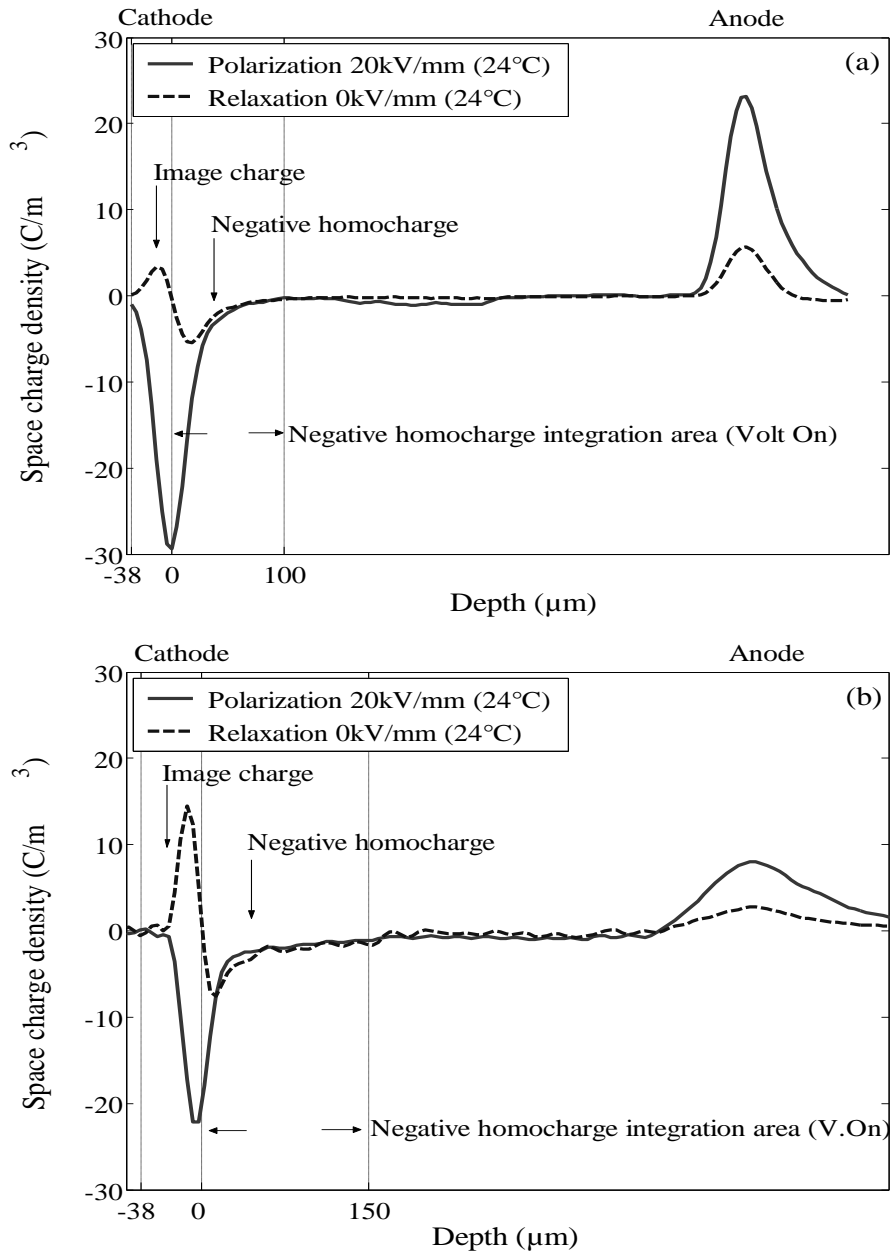 Cathode Anode
30
(a)
Polarization 20kV/mm (24°C)
Relaxation 0kV/mm (24°C)
20
Image charge
10
Negative homocharge
0
-10
Negative homocharge integration area (Volt On)
-20
-30
-38 0 100
Depth (µm)
Space charge density (C/m 3)
Cathode Anode
30
(b)
Polarization 20kV/mm (24°C)
Relaxation 0kV/mm (24°C)
20
Image charge
10
Negative homocharge
0
-10
-20
Negative homocharge integration area (V.On)
-30
-38 0 150
Depth (µm)
Space charge density (C/m 3)